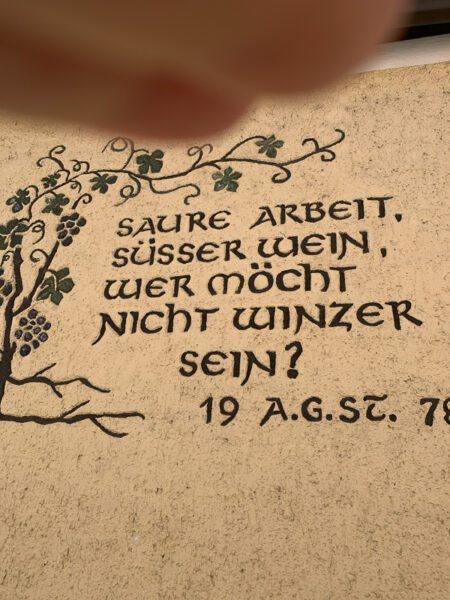 SAURE ARBEIT,
SÜSSER WEIN,
WER MÖCHT
NICHT WINZER
SEIN?
19 A.G.ST. 78